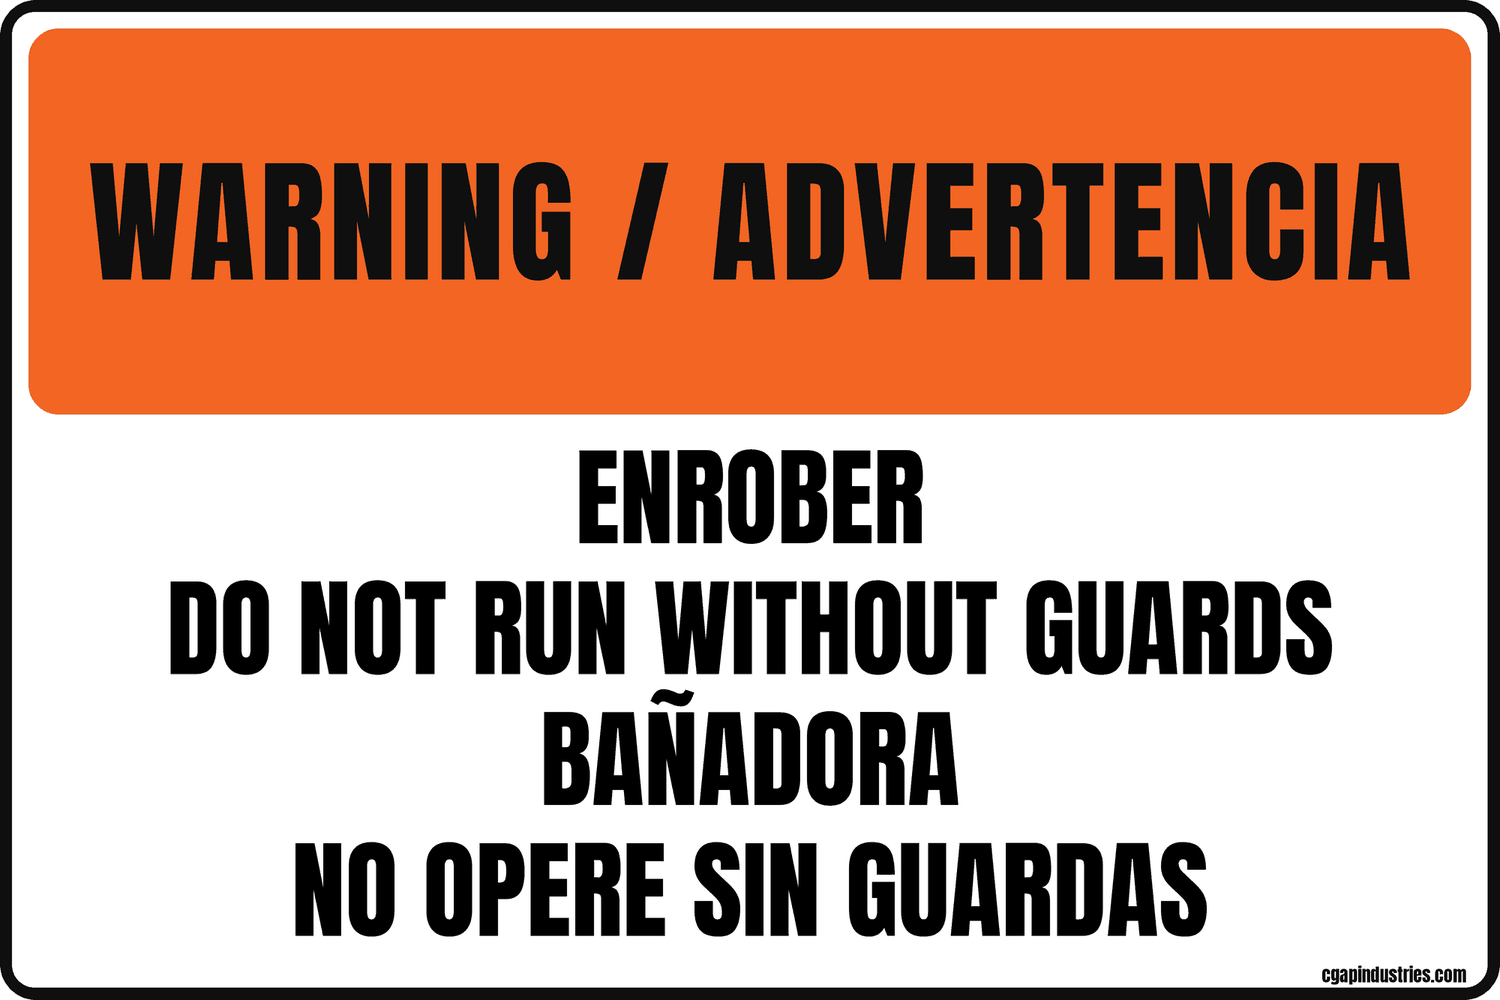 WARNING / ADVERTENCIA
ENROBER
DO NOT RUN WITHOUT GUARDS
BAÑADORA
NO OPERE SIN GUARDAS
cgapindustries.com